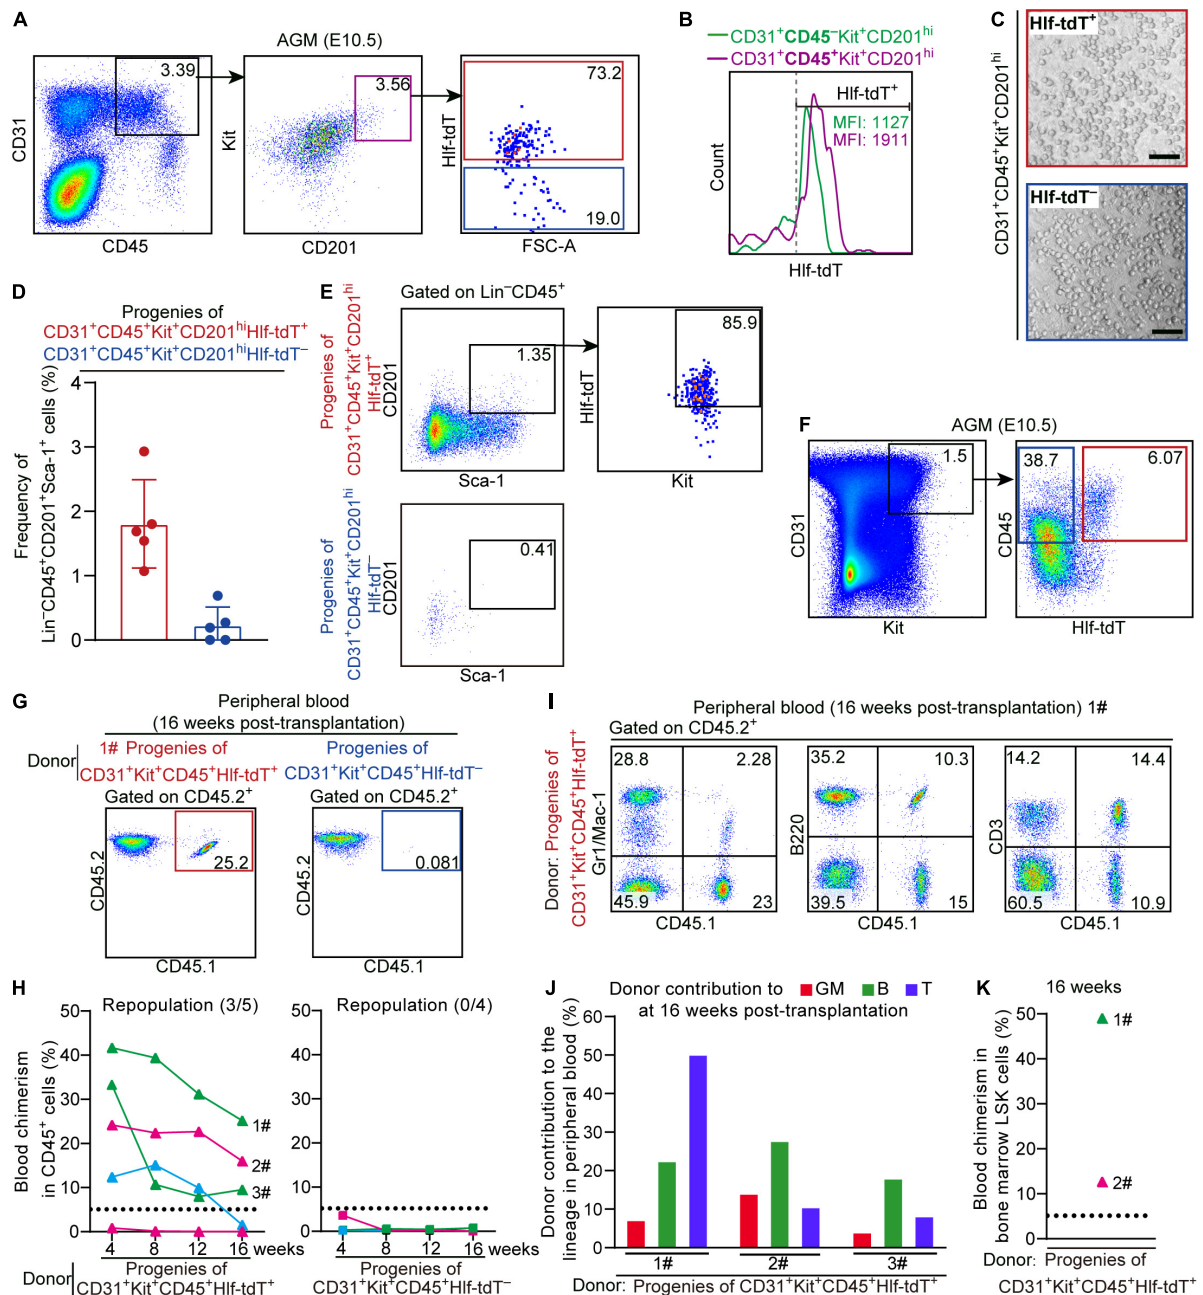 A
AGM (E10.5)
3.39
CD31
CD45
3.56
Kit
CD201
73.2
19.0
Hlf-tdT
FSC-A
B
CD31⁺CD45⁻Kit⁺CD201ʰⁱ
CD31⁺CD45⁺Kit⁺CD201ʰⁱ
Hlf-tdT⁺
MFI: 1127
MFI: 1911
Count
Hlf-tdT
C
CD31⁺CD45⁺Kit⁺CD201ʰⁱ
Hlf-tdT⁺
Hlf-tdT⁻
D
Progenies of
CD31⁺CD45⁺Kit⁺CD201ʰⁱHlf-tdT⁺
CD31⁺CD45⁺Kit⁺CD201ʰⁱHlf-tdT⁻
Frequency of
Lin⁻CD45⁺CD201⁺Sca-1⁺ cells (%)
4
3
2
1
0
E
Gated on Lin⁻CD45⁺
Progenies of
CD31⁺CD45⁺Kit⁺CD201ʰⁱ
Hlf-tdT⁺
CD201
1.35
Sca-1
85.9
Hlf-tdT
Kit
Progenies of
CD31⁺CD45⁺Kit⁺CD201ʰⁱ
Hlf-tdT⁻
CD201
0.41
Sca-1
F
AGM (E10.5)
1.5
CD31
Kit
38.7
6.07
CD45
Hlf-tdT
G
Peripheral blood
(16 weeks post-transplantation)
Donor
1# Progenies of
CD31⁺Kit⁺CD45⁺Hlf-tdT⁺
Progenies of
CD31⁺Kit⁺CD45⁺Hlf-tdT⁻
Gated on CD45.2⁺
Gated on CD45.2⁺
25.2
0.081
CD45.2
CD45.1
CD45.2
CD45.1
H
Repopulation (3/5)
Repopulation (0/4)
Blood chimerism
in CD45⁺ cells (%)
50
40
30
20
10
0
1#
2#
3#
4 8 12 16 weeks
50
40
30
20
10
0
4 8 12 16 weeks
Donor
Progenies of
CD31⁺Kit⁺CD45⁺Hlf-tdT⁺
Progenies of
CD31⁺Kit⁺CD45⁺Hlf-tdT⁻
I
Peripheral blood (16 weeks post-transplantation) 1#
Gated on CD45.2⁺
Donor: Progenies of
CD31⁺Kit⁺CD45⁺Hlf-tdT⁺
Gr1/Mac-1
28.8
2.28
45.9
23
CD45.1
B220
35.2
10.3
39.5
15
CD45.1
CD3
14.2
14.4
60.5
10.9
CD45.1
J
Donor contribution to GM B T
at 16 weeks post-transplantation
Donor contribution to the
lineage in peripheral blood (%)
60
50
40
30
20
10
0
1# 2# 3#
Donor: Progenies of CD31⁺Kit⁺CD45⁺Hlf-tdT⁺
K
16 weeks
Blood chimerism in
bone marrow LSK cells (%)
50
40
30
20
10
0
1#
2#
Donor: Progenies of
CD31⁺Kit⁺CD45⁺Hlf-tdT⁺